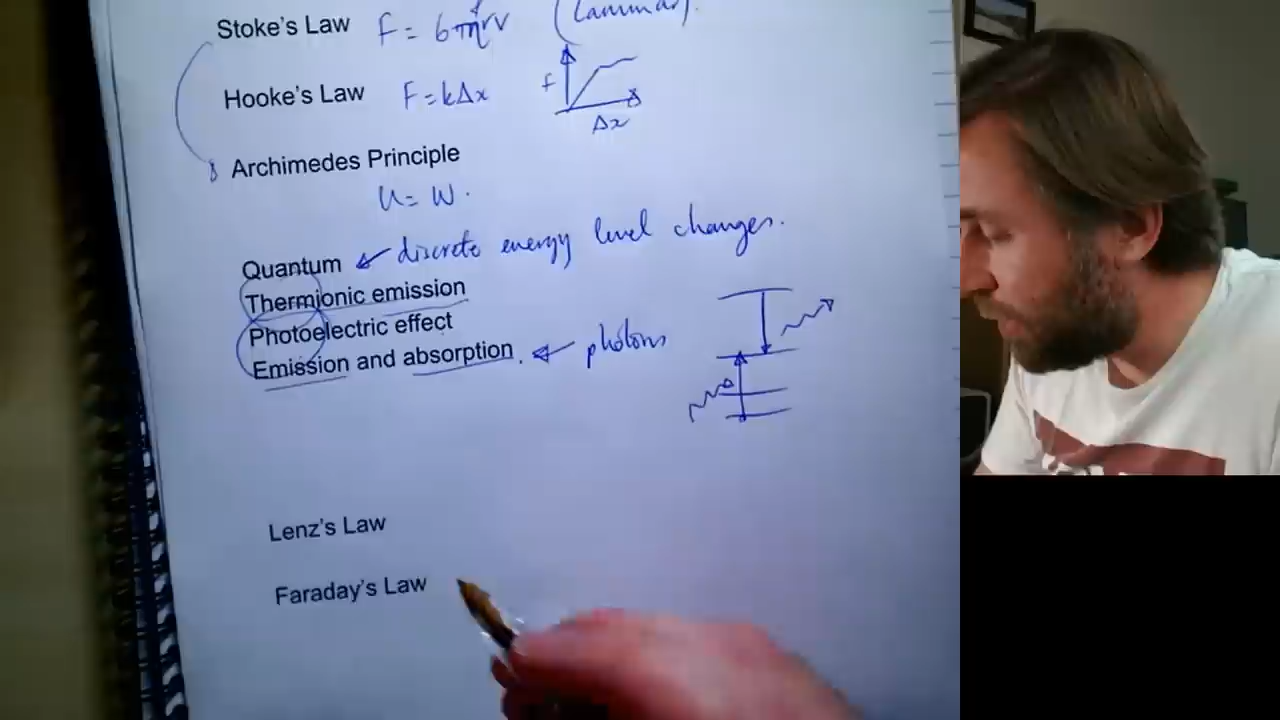 Stoke's Law F = 6πηrv (Laminar).
Hooke's Law F = kΔx F Δx
Archimedes Principle
U = W.
Quantum discrete energy level changes.
Thermionic emission
Photoelectric effect
Emission and absorption. photons
Lenz's Law
Faraday's Law